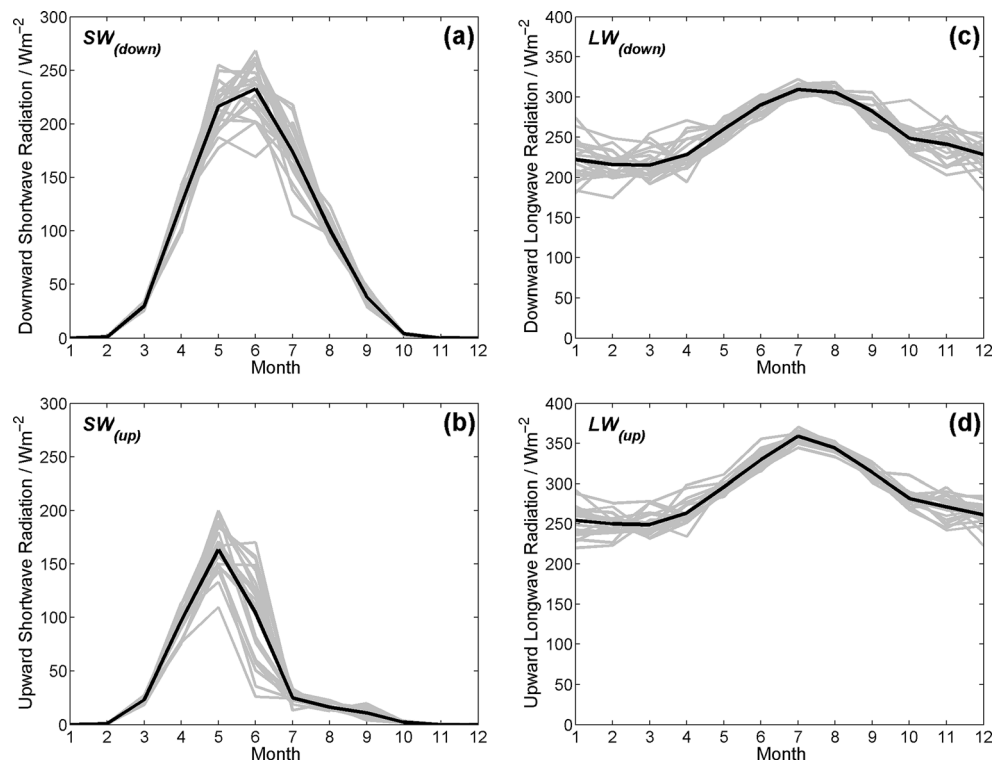 SW(down)
(a)
300
250
200
150
100
50
0
Downward Shortwave Radiation / Wm−2
1 2 3 4 5 6 7 8 9 10 11 12
Month
LW(down)
(c)
400
350
300
250
200
150
100
50
0
Downward Longwave Radiation / Wm−2
1 2 3 4 5 6 7 8 9 10 11 12
Month
SW(up)
(b)
300
250
200
150
100
50
0
Upward Shortwave Radiation / Wm−2
1 2 3 4 5 6 7 8 9 10 11 12
Month
LW(up)
(d)
400
350
300
250
200
150
100
50
0
Upward Longwave Radiation / Wm−2
1 2 3 4 5 6 7 8 9 10 11 12
Month